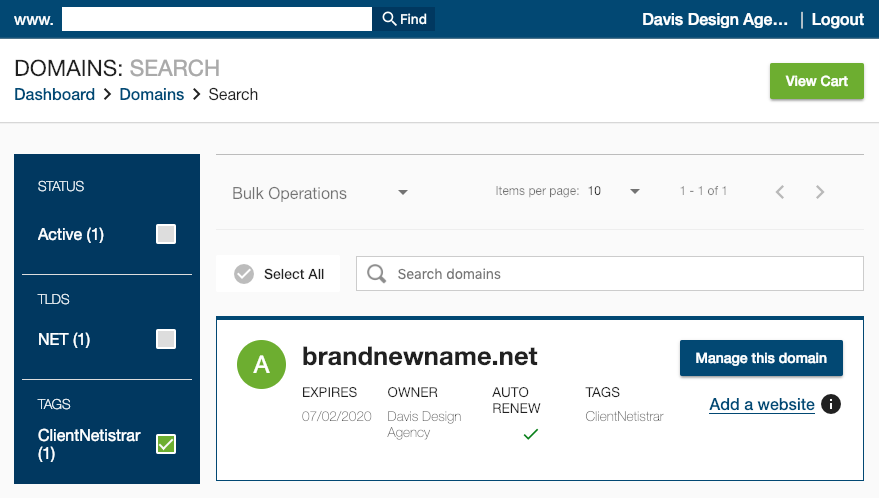 www.
Find
Davis Design Age... | Logout
DOMAINS: SEARCH
Dashboard > Domains > Search
View Cart
STATUS
Active (1)
TLDS
NET (1)
TAGS
ClientNetistrar
(1)
Bulk Operations
Items per page: 10
1 - 1 of 1
Select All
Search domains
A
brandnewname.net
Manage this domain
EXPIRES
07/02/2020
OWNER
Davis Design
Agency
AUTO
RENEW
TAGS
ClientNetistrar
Add a website
i